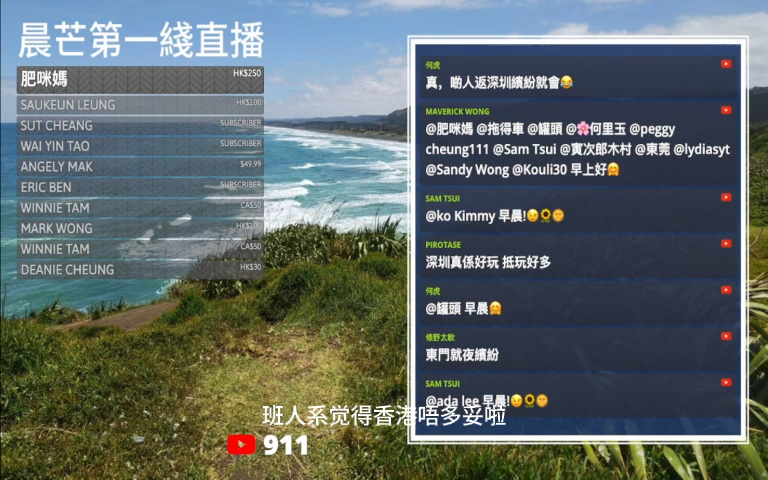 晨芒第一綫直播
肥咪媽 HK$250
SAUKEUN LEUNG HK$100
SUT CHEANG SUBSCRIBER
WAI YIN TAO SUBSCRIBER
ANGELY MAK $49.99
ERIC BEN SUBSCRIBER
WINNIE TAM CA$50
MARK WONG HK$100
WINNIE TAM CA$50
DEANIE CHEUNG HK$30
何虎
真，啲人返深圳繽紛就會😂
MAVERICK WONG
@肥咪媽 @拖得車 @罐頭 @🌸何里玉 @peggy
cheung111 @Sam Tsui @寅次郎木村 @東莞 @lydiasyt
@Sandy Wong @Kouli30 早上好🤗
SAM TSUI
@ko Kimmy 早晨!😉🌻🌞
PIROTASE
深圳真係好玩 抵玩好多
何虎
@罐頭 早晨🤗
條野太歡
東門就夜繽紛
SAM TSUI
@ada lee 早晨!😉🌻🌞
班人系觉得香港唔多妥啦
911